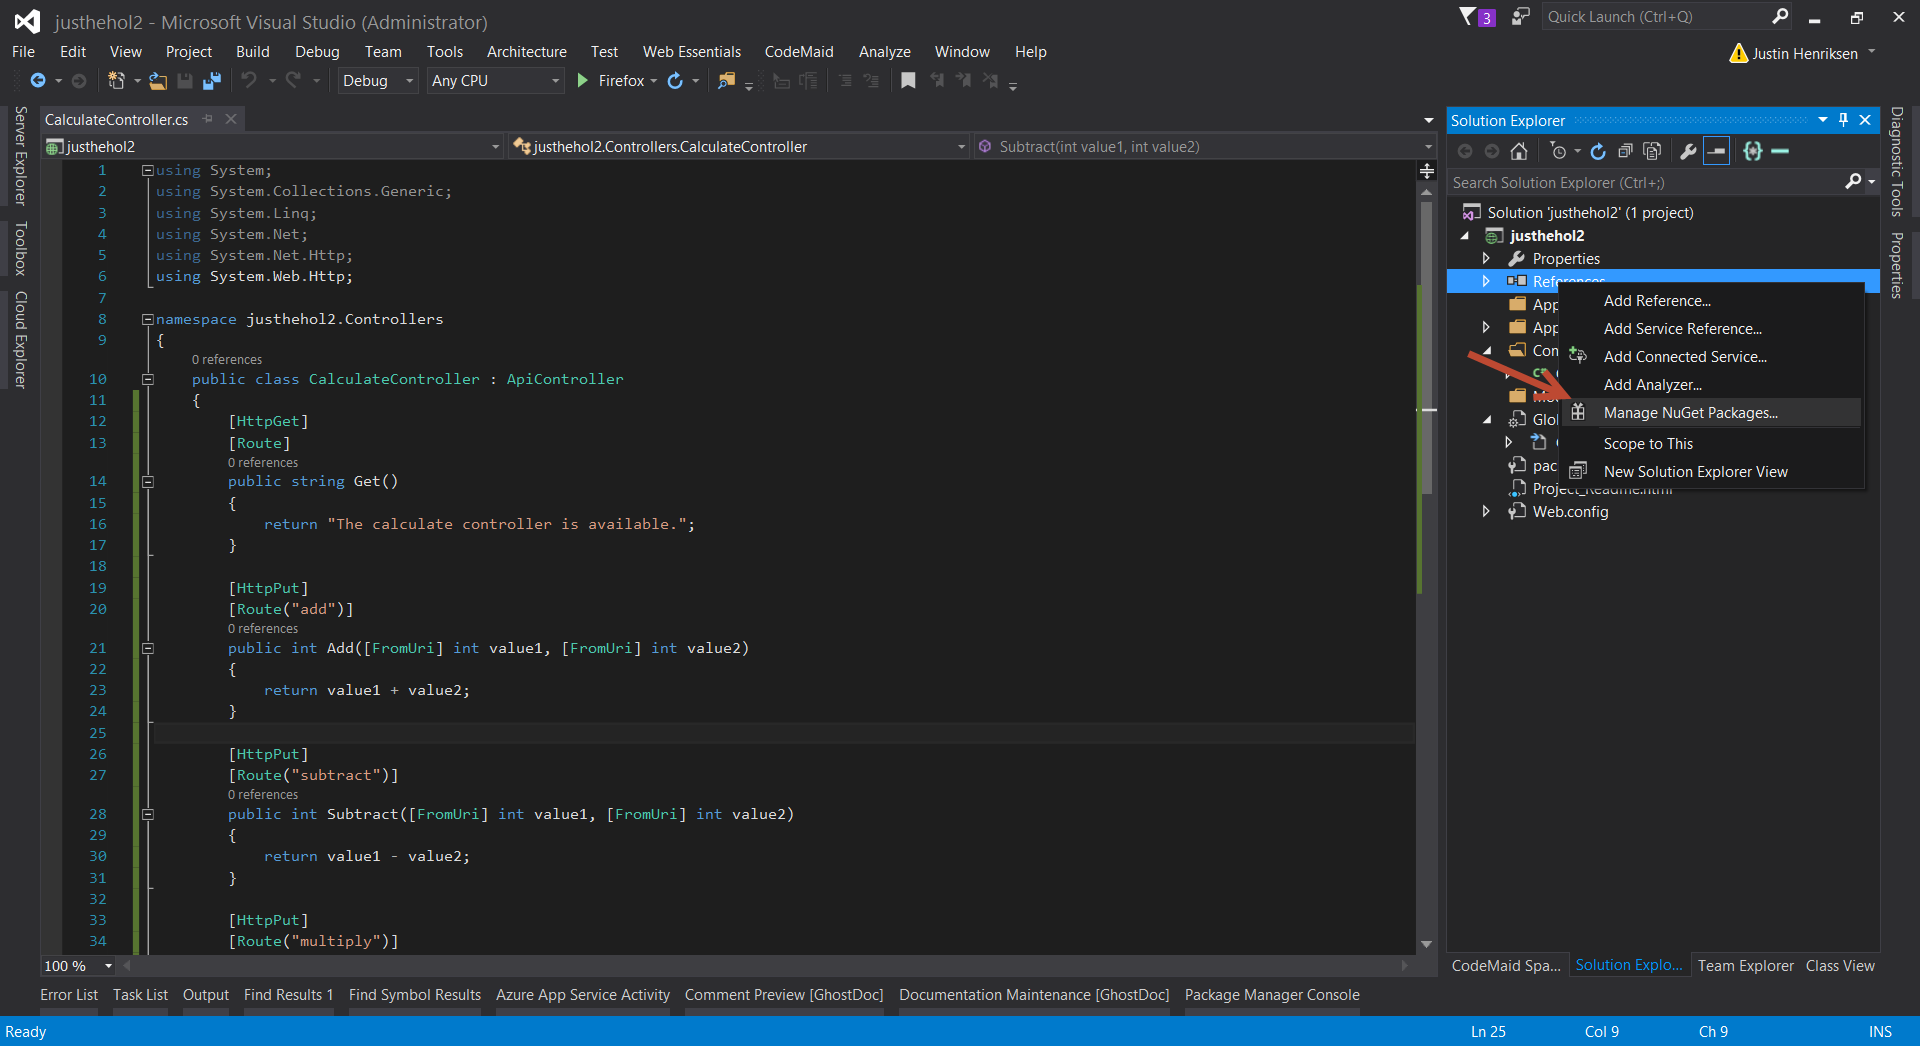 justhehol2 - Microsoft Visual Studio (Administrator)
3
Quick Launch (Ctrl+Q)
File Edit View Project Build Debug Team Tools Architecture Test Web Essentials CodeMaid Analyze Window Help
Justin Henriksen
Debug Any CPU Firefox
Server Explorer
Toolbox
Cloud Explorer
CalculateController.cs
justhehol2 justhehol2.Controllers.CalculateController Subtract(int value1, int value2)
1 using System;
2 using System.Collections.Generic;
3 using System.Linq;
4 using System.Net;
5 using System.Net.Http;
6 using System.Web.Http;
7
8 namespace justhehol2.Controllers
9 {
0 references
10 public class CalculateController : ApiController
11 {
12 [HttpGet]
13 [Route]
0 references
14 public string Get()
15 {
16 return "The calculate controller is available.";
17 }
18
19 [HttpPut]
20 [Route("add")]
0 references
21 public int Add([FromUri] int value1, [FromUri] int value2)
22 {
23 return value1 + value2;
24 }
25
26 [HttpPut]
27 [Route("subtract")]
0 references
28 public int Subtract([FromUri] int value1, [FromUri] int value2)
29 {
30 return value1 - value2;
31 }
32
33 [HttpPut]
34 [Route("multiply")]
100 %
Solution Explorer
Search Solution Explorer (Ctrl+;)
Solution 'justhehol2' (1 project)
justhehol2
Properties
References
App
App
Con
Glo
pac
Project_Readme.html
Web.config
Add Reference...
Add Service Reference...
Add Connected Service...
Add Analyzer...
Manage NuGet Packages...
Scope to This
New Solution Explorer View
Diagnostic Tools
Properties
CodeMaid Spa... Solution Explo... Team Explorer Class View
Error List Task List Output Find Results 1 Find Symbol Results Azure App Service Activity Comment Preview [GhostDoc] Documentation Maintenance [GhostDoc] Package Manager Console
Ready Ln 25 Col 9 Ch 9 INS